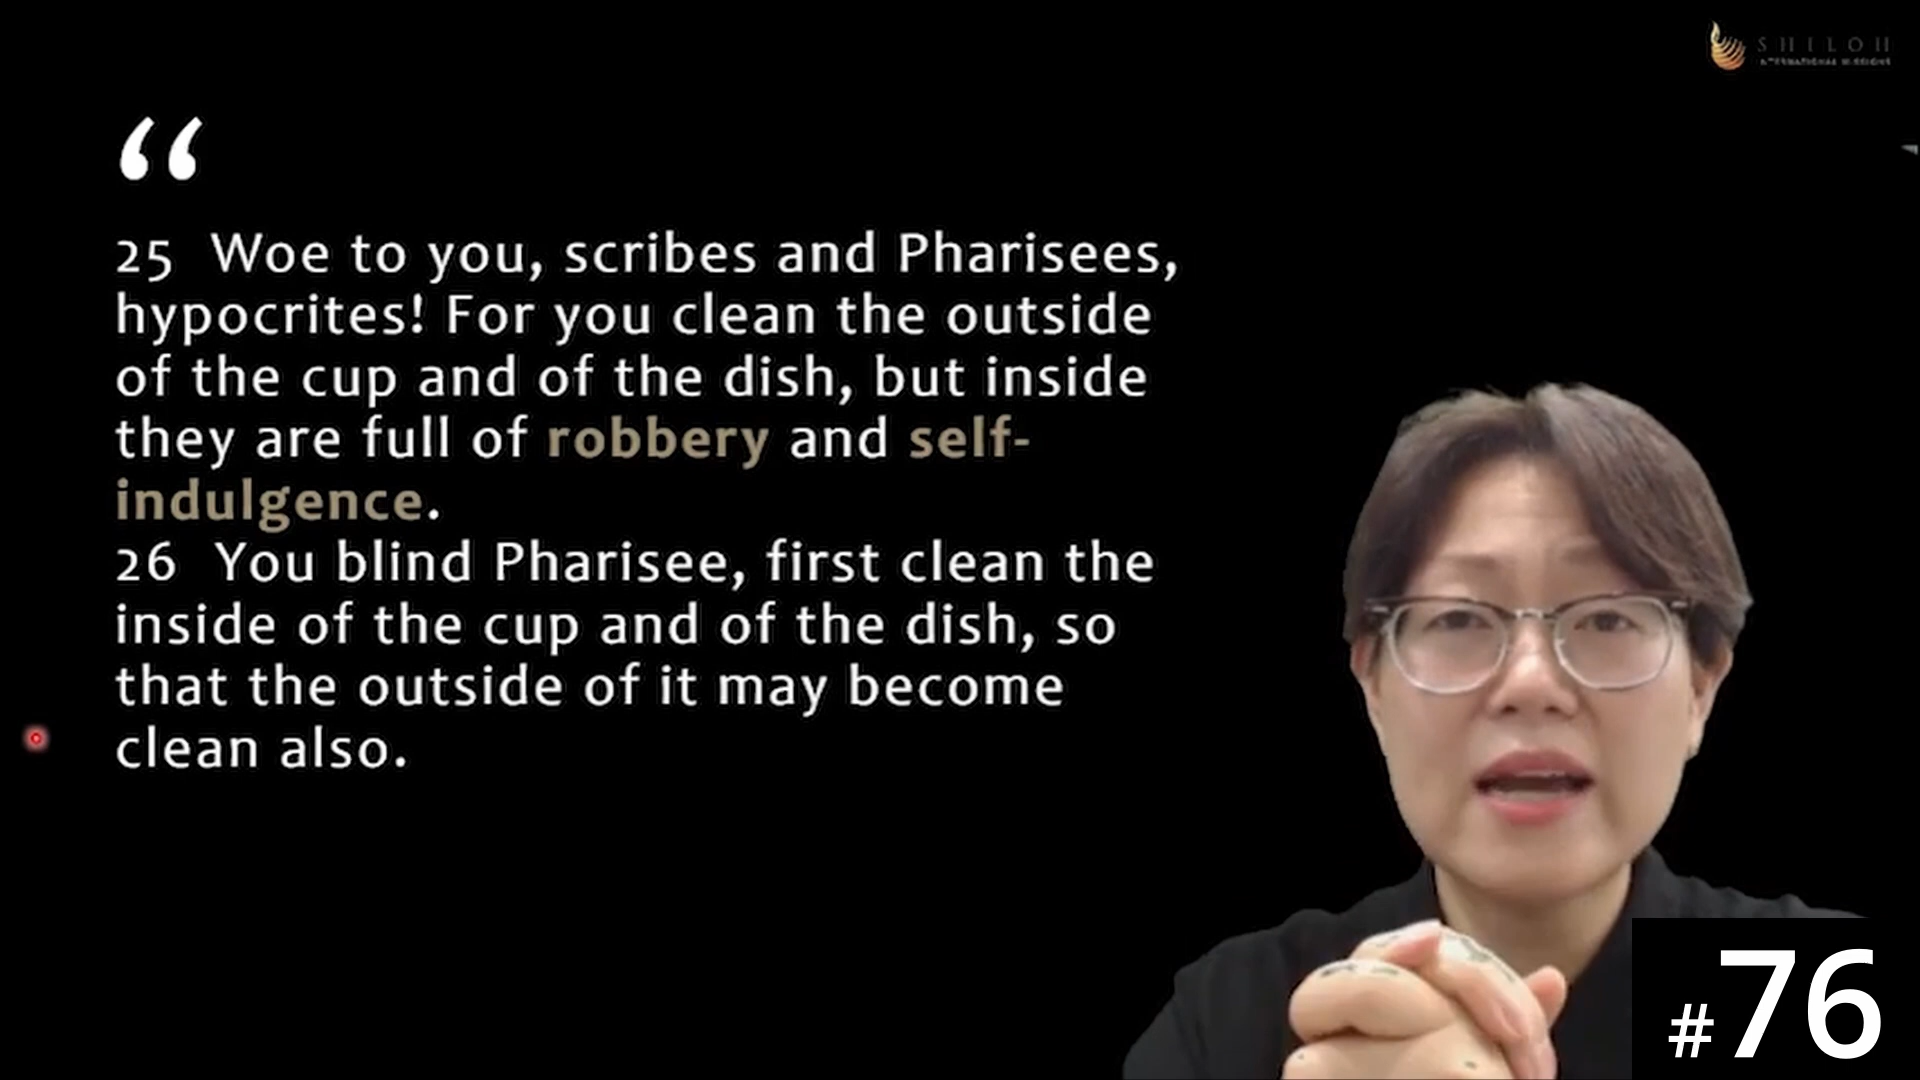 SHILOH
INTERNATIONAL MISSIONS
“
25 Woe to you, scribes and Pharisees,
hypocrites! For you clean the outside
of the cup and of the dish, but inside
they are full of robbery and self-
indulgence.
26 You blind Pharisee, first clean the
inside of the cup and of the dish, so
that the outside of it may become
clean also.
#76